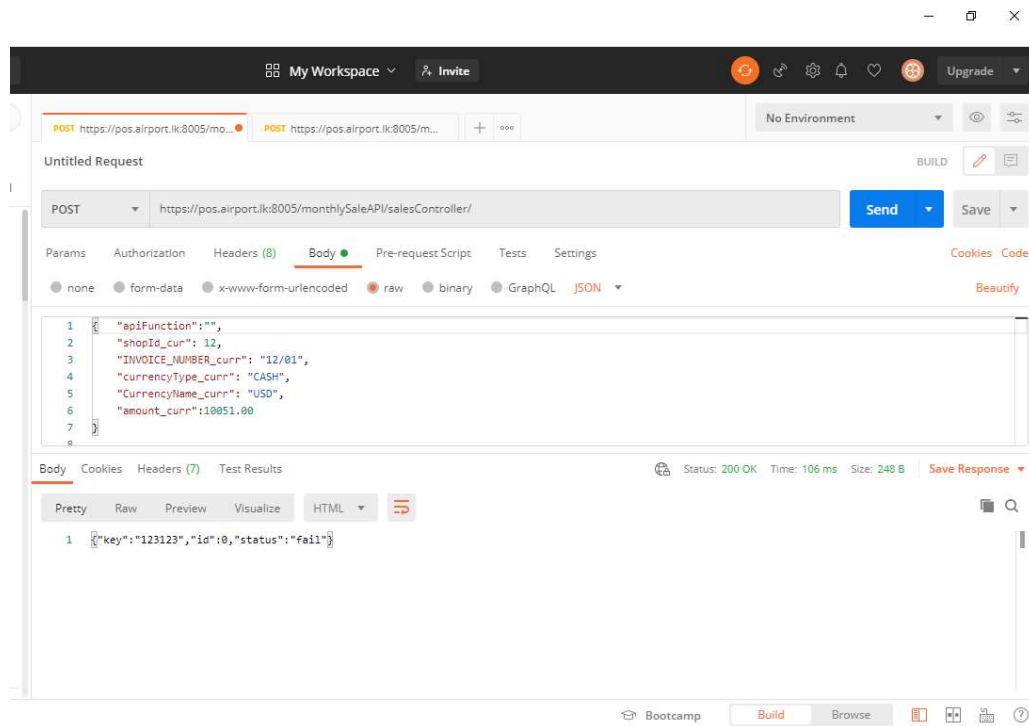 My Workspace Invite Upgrade
POST https://pos.airport.lk:8005/mo... POST https://pos.airport.lk:8005/m... No Environment
Untitled Request BUILD
POST https://pos.airport.lk:8005/monthlySaleAPI/salesController/ Send Save
Params Authorization Headers (8) Body Pre-request Script Tests Settings Cookies Code
none form-data x-www-form-urlencoded raw binary GraphQL JSON Beautify
1 { "apiFunction":"",
2 "shopId_cur": 12,
3 "INVOICE_NUMBER_curr": "12/01",
4 "currencyType_curr": "CASH",
5 "CurrencyName_curr": "USD",
6 "amount_curr":10051.00
7 }
8
Body Cookies Headers (7) Test Results Status: 200 OK Time: 106 ms Size: 248 B Save Response
Pretty Raw Preview Visualize HTML
1 {"key":"123123","id":0,"status":"fail"}
Bootcamp Build Browse